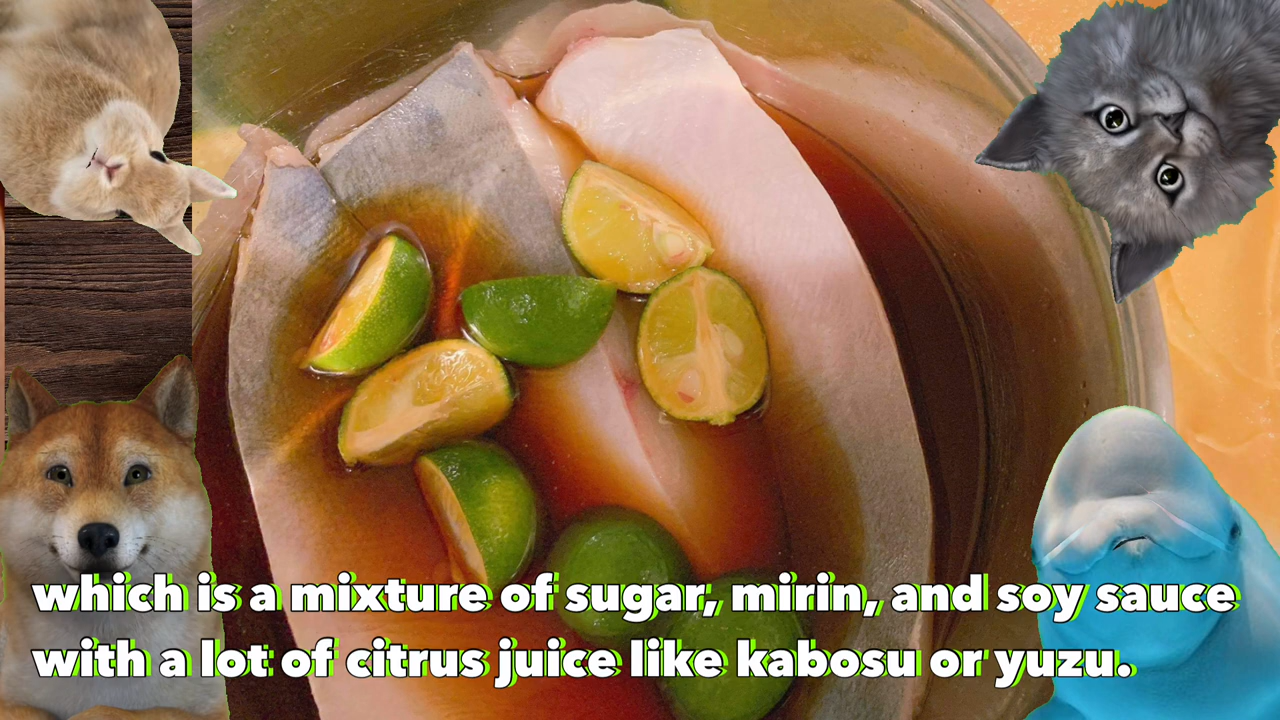 which is a mixture of sugar, mirin, and soy sauce
with a lot of citrus juice like kabosu or yuzu.